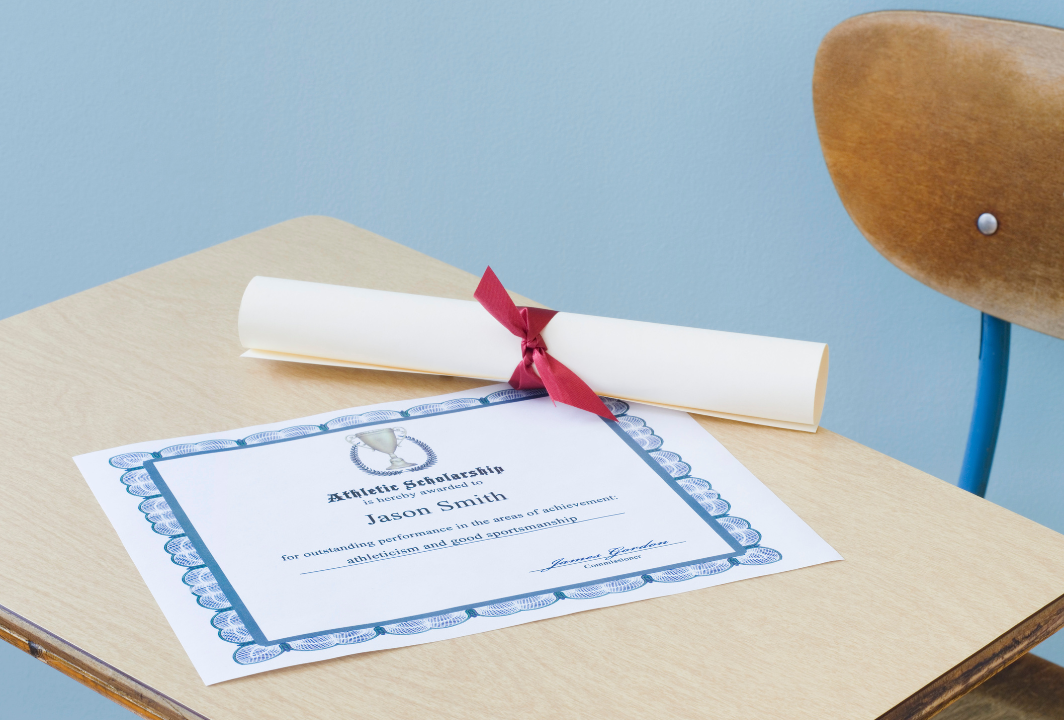 Athletic Scholarship
is hereby awarded to
Jason Smith
for outstanding performance in the areas of achievement:
athleticism and good sportsmanship
James Gordon
Commissioner